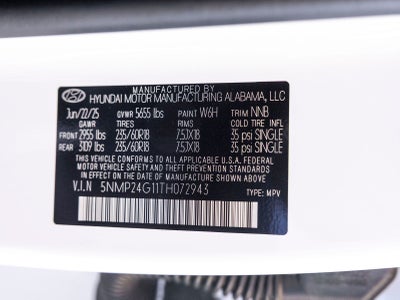 MANUFACTURED BY
HYUNDAI MOTOR MANUFACTURING ALABAMA, LLC
Jun/22/25 GVWR 5655 lbs PAINT W6H TRIM NNB
GAWR TIRES RIMS COLD TIRE INFL
FRONT 2955 lbs 235/60R18 7.5JX18 35 psi SINGLE
REAR 3109 lbs 235/60R18 7.5JX18 35 psi SINGLE
THIS VEHICLE CONFORMS TO ALL APPLICABLE U.S. FEDERAL
MOTOR VEHICLE SAFETY AND THEFT PREVENTION STANDARDS
IN EFFECT ON THE DATE OF MANUFACTURE SHOWN ABOVE.
V.I.N 5NMP24G11TH072943 TYPE: MPV